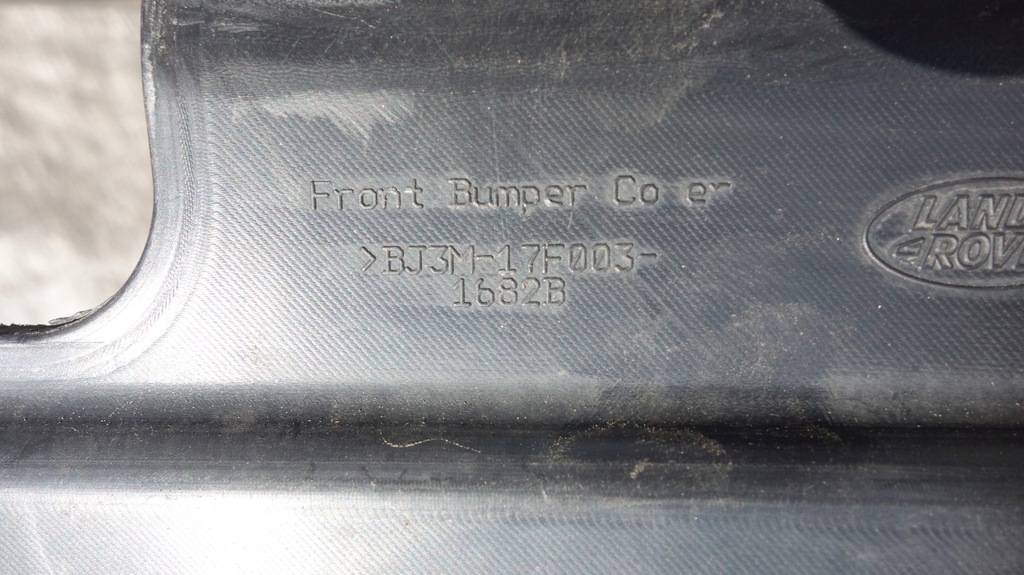 Front Bumper Co er
>BJ3M-17F003-
1682B
LAND
ROVE